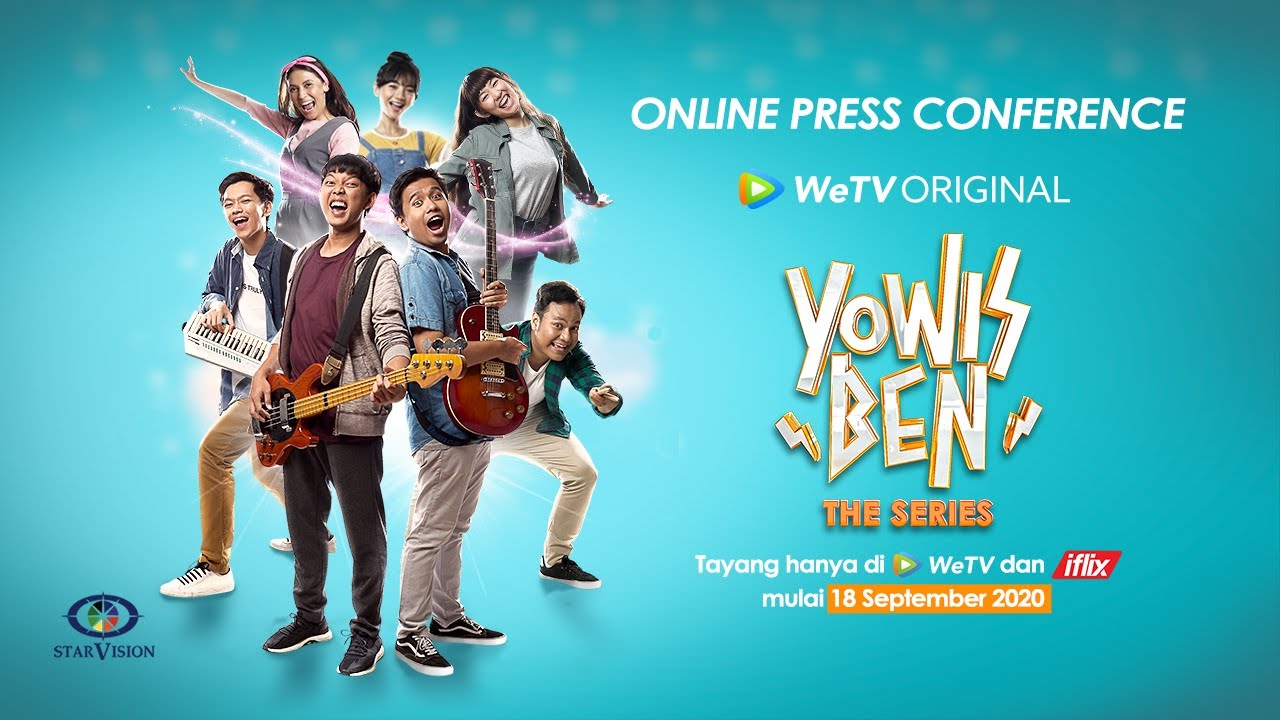 ONLINE PRESS CONFERENCE
WeTV ORIGINAL
YOWIS
BEN
THE SERIES
Tayang hanya di WeTV dan iflix
mulai 18 September 2020
STARVISION